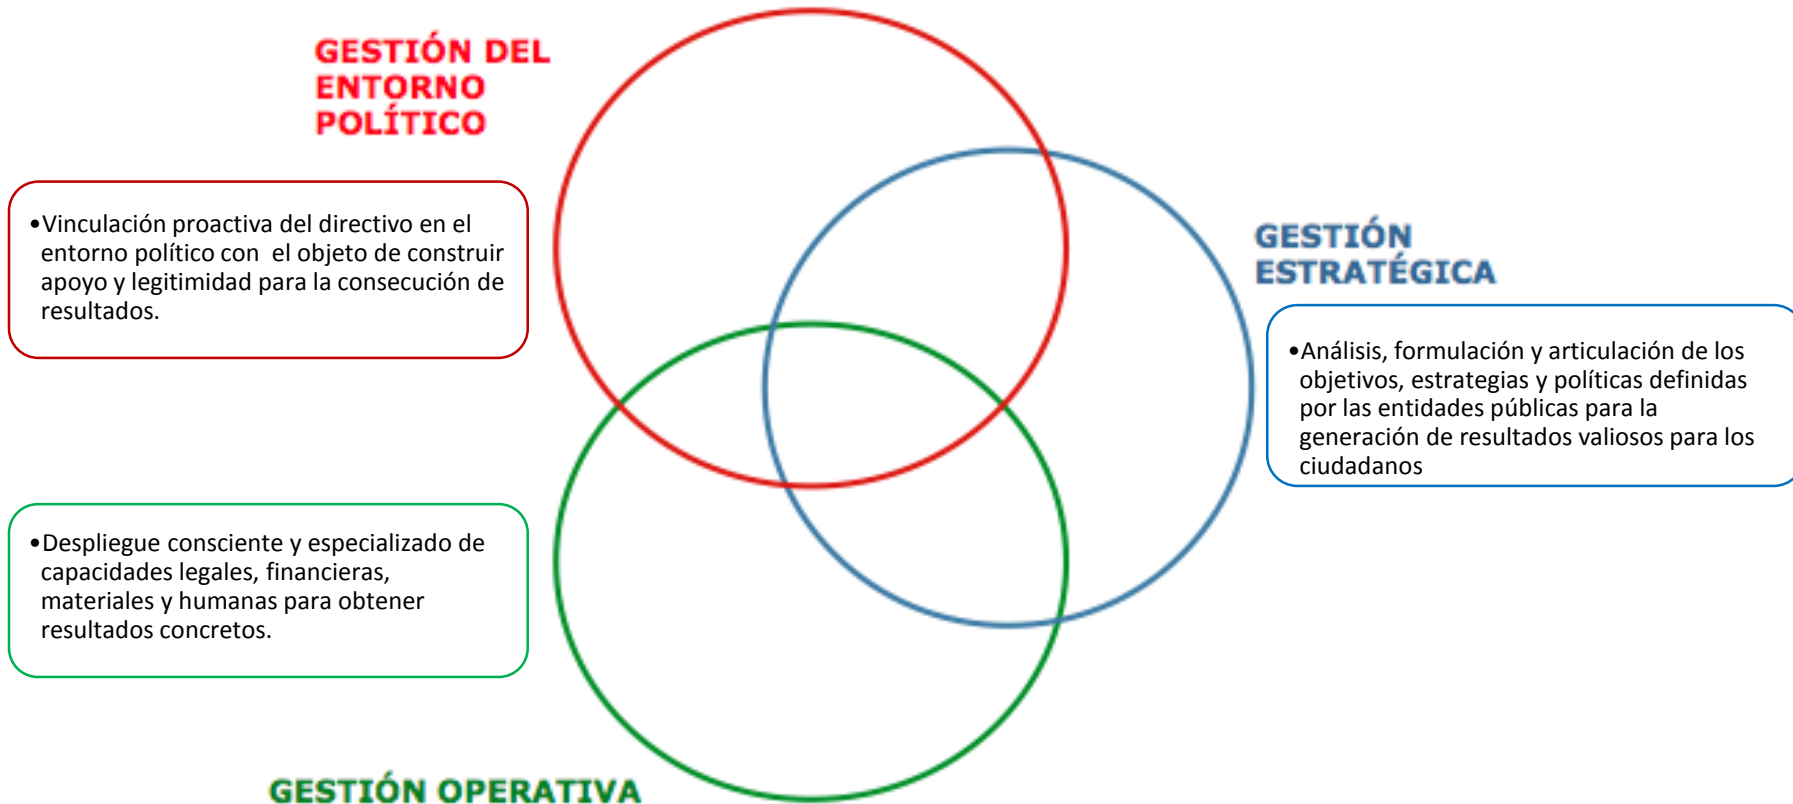 GESTIÓN DEL
ENTORNO
POLÍTICO
•Vinculación proactiva del directivo en el
entorno político con el objeto de construir
apoyo y legitimidad para la consecución de
resultados.
GESTIÓN
ESTRATÉGICA
•Análisis, formulación y articulación de los
objetivos, estrategias y políticas definidas
por las entidades públicas para la
generación de resultados valiosos para los
ciudadanos
•Despliegue consciente y especializado de
capacidades legales, financieras,
materiales y humanas para obtener
resultados concretos.
GESTIÓN OPERATIVA